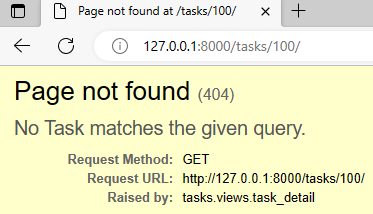 Page not found at /tasks/100/
127.0.0.1:8000/tasks/100/
Page not found (404)
No Task matches the given query.
Request Method: GET
Request URL: http://127.0.0.1:8000/tasks/100/
Raised by: tasks.views.task_detail